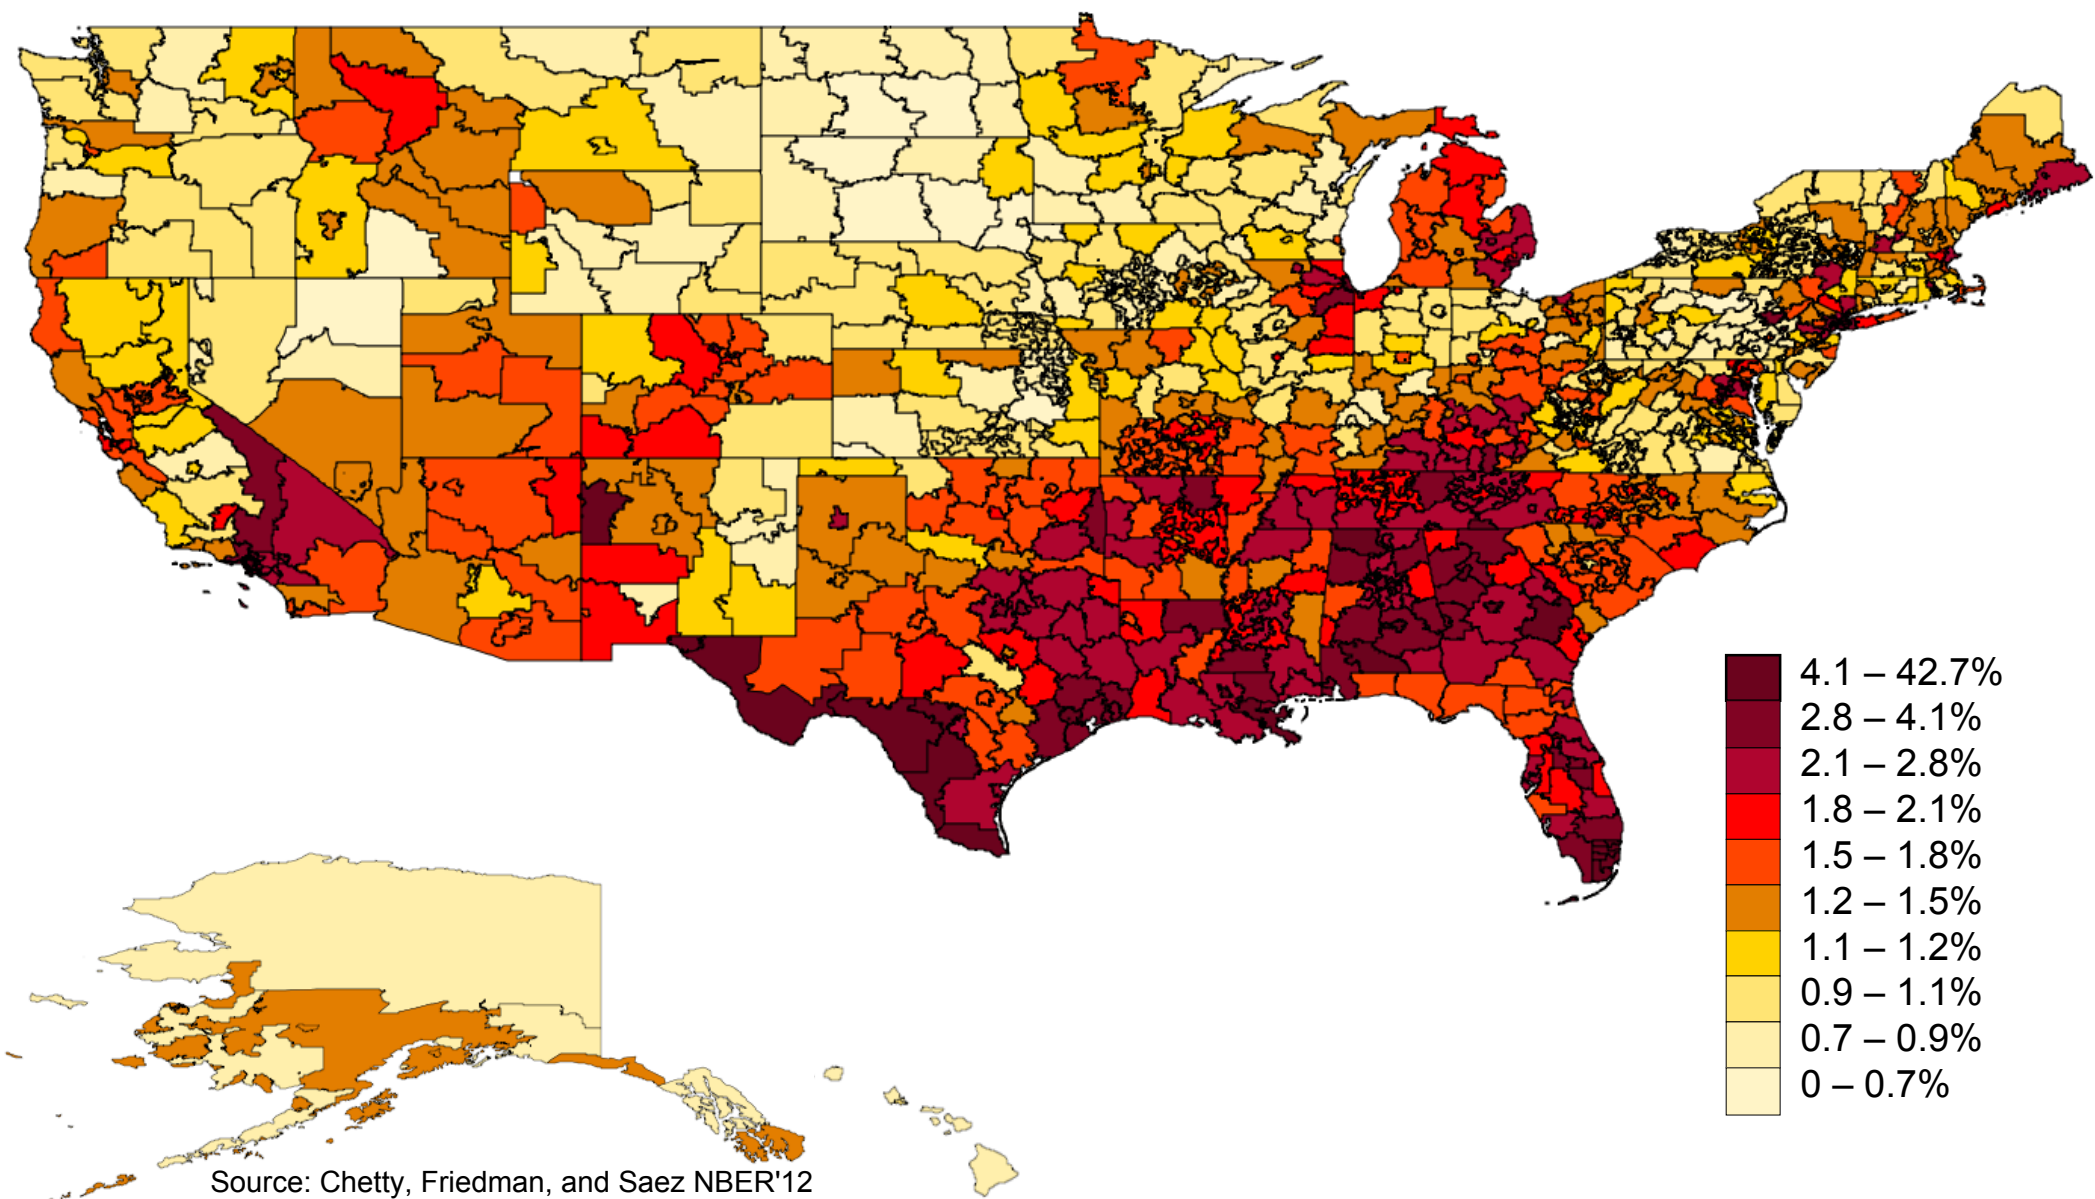 4.1 – 42.7%
2.8 – 4.1%
2.1 – 2.8%
1.8 – 2.1%
1.5 – 1.8%
1.2 – 1.5%
1.1 – 1.2%
0.9 – 1.1%
0.7 – 0.9%
0 – 0.7%
Source: Chetty, Friedman, and Saez NBER'12